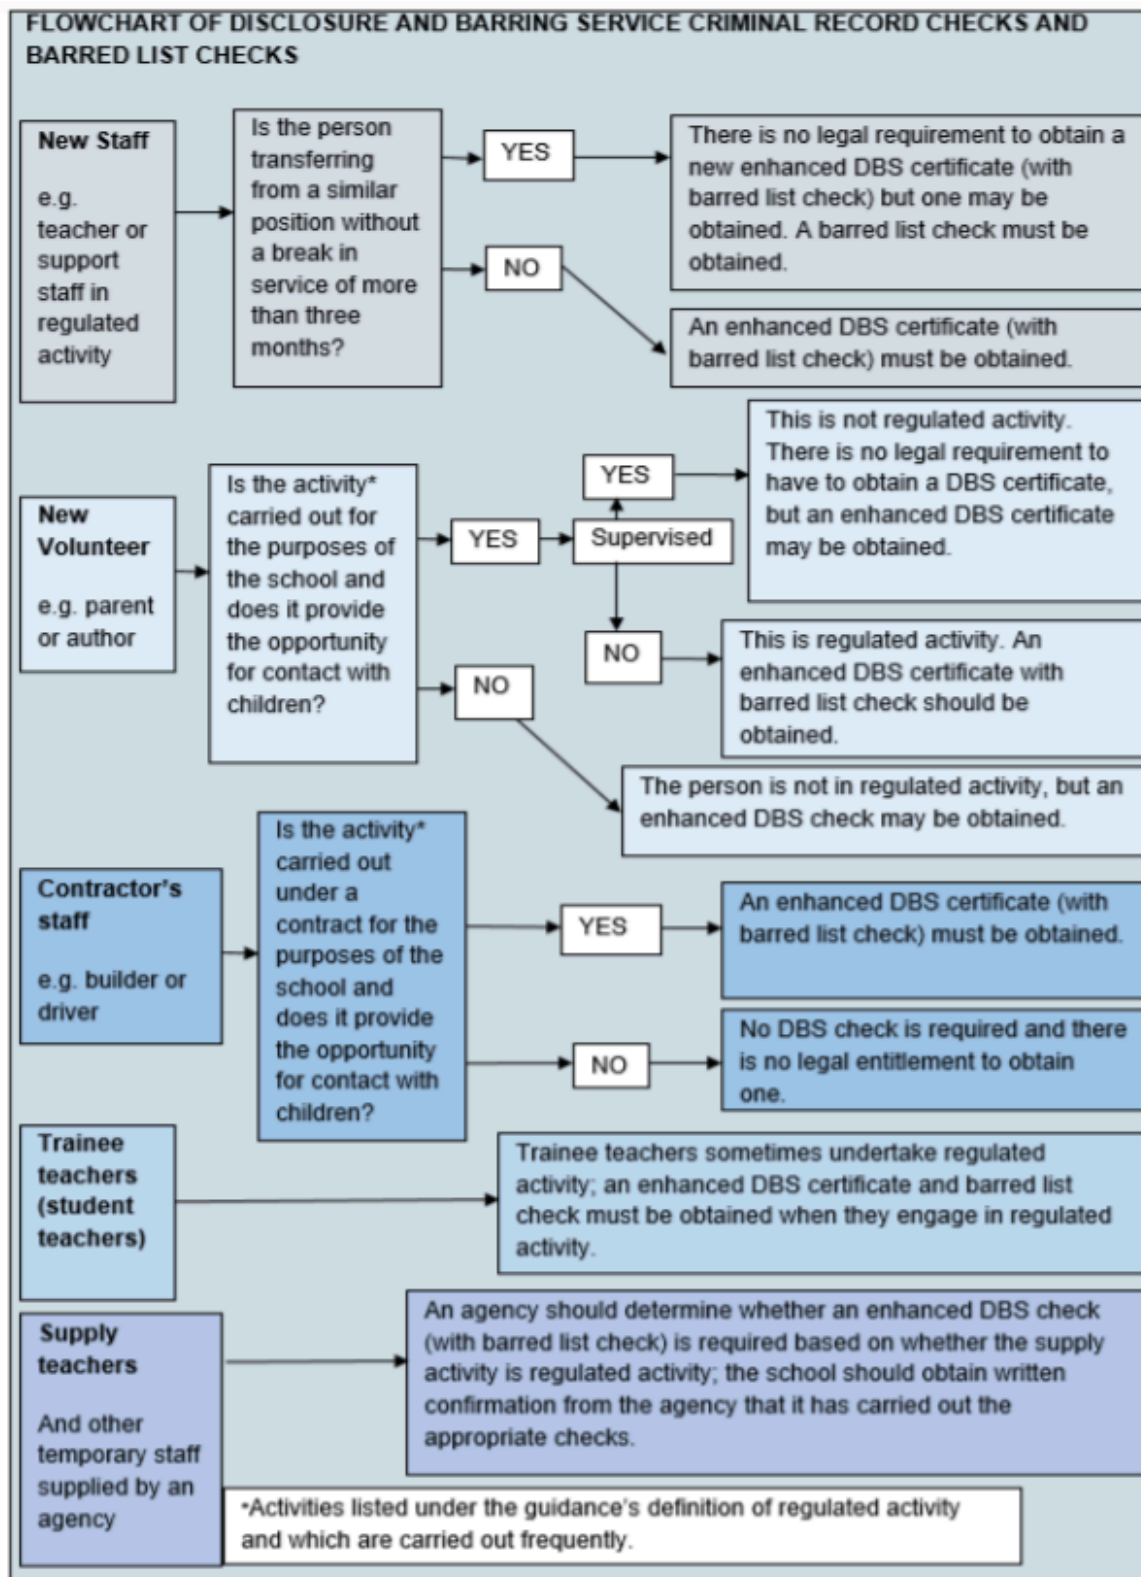 FLOWCHART OF DISCLOSURE AND BARRING SERVICE CRIMINAL RECORD CHECKS AND
BARRED LIST CHECKS
New Staff
e.g.
teacher or
support
staff in
regulated
activity
Is the person
transferring
from a similar
position without
a break in
service of more
than three
months?
YES
There is no legal requirement to obtain a
new enhanced DBS certificate (with
barred list check) but one may be
obtained. A barred list check must be
obtained.
NO
An enhanced DBS certificate (with
barred list check) must be obtained.
New
Volunteer
e.g. parent
or author
Is the activity*
carried out for
the purposes of
the school and
does it provide
the opportunity
for contact with
children?
YES
Supervised
YES
This is not regulated activity.
There is no legal requirement to
have to obtain a DBS certificate,
but an enhanced DBS certificate
may be obtained.
NO
This is regulated activity. An
enhanced DBS certificate with
barred list check should be
obtained.
NO
The person is not in regulated activity, but an
enhanced DBS check may be obtained.
Contractor's
staff
e.g. builder or
driver
Is the activity*
carried out
under a
contract for the
purposes of the
school and
does it provide
the opportunity
for contact with
children?
YES
An enhanced DBS certificate (with
barred list check) must be obtained.
NO
No DBS check is required and there
is no legal entitlement to obtain
one.
Trainee
teachers
(student
teachers)
Trainee teachers sometimes undertake regulated
activity; an enhanced DBS certificate and barred list
check must be obtained when they engage in regulated
activity.
Supply
teachers
And other
temporary staff
supplied by an
agency
An agency should determine whether an enhanced DBS check
(with barred list check) is required based on whether the supply
activity is regulated activity; the school should obtain written
confirmation from the agency that it has carried out the
appropriate checks.
*Activities listed under the guidance's definition of regulated activity
and which are carried out frequently.